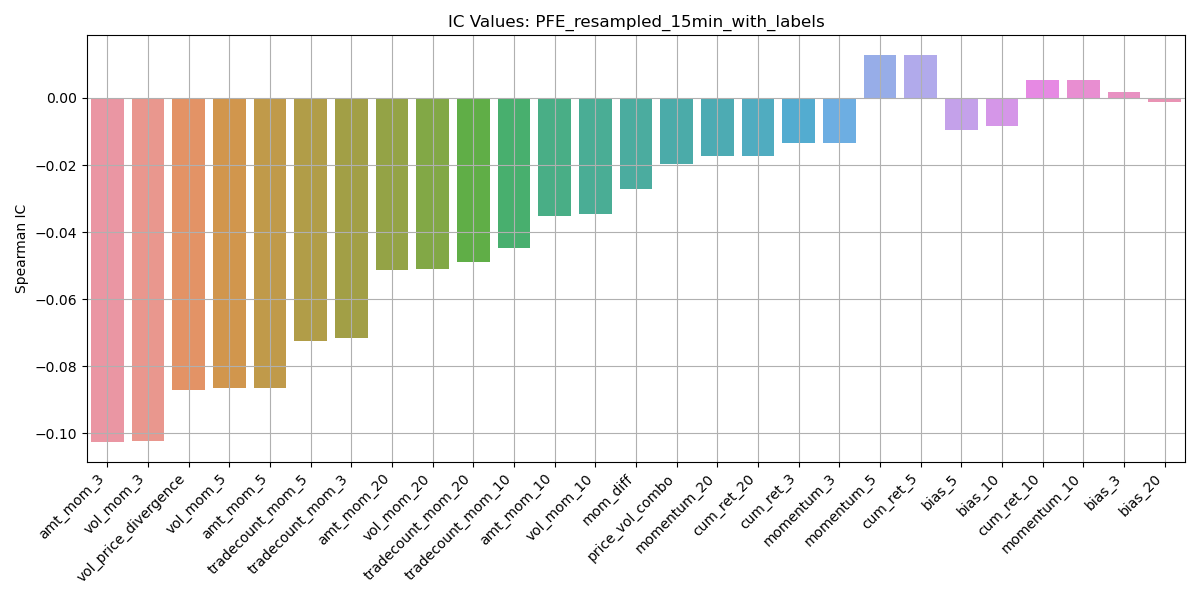 IC Values: PFE_resampled_15min_with_labels
Spearman IC
0.00
−0.02
−0.04
−0.06
−0.08
−0.10
amt_mom_3
vol_mom_3
vol_price_divergence
vol_mom_5
amt_mom_5
tradecount_mom_5
tradecount_mom_3
amt_mom_20
vol_mom_20
tradecount_mom_20
tradecount_mom_10
amt_mom_10
vol_mom_10
mom_diff
price_vol_combo
momentum_20
cum_ret_20
cum_ret_3
momentum_3
momentum_5
cum_ret_5
bias_5
bias_10
cum_ret_10
momentum_10
bias_3
bias_20